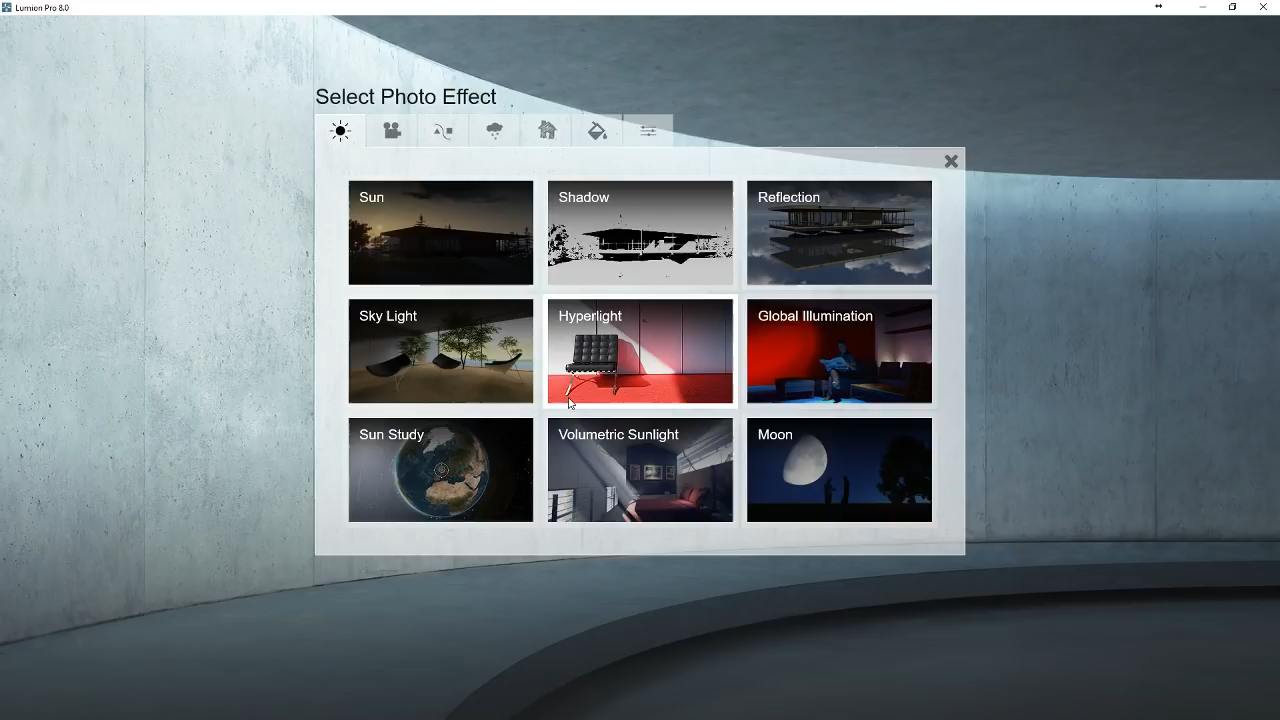 Lumion Pro 8.0
Select Photo Effect
Sun
Shadow
Reflection
Sky Light
Hyperlight
Global Illumination
Sun Study
Volumetric Sunlight
Moon